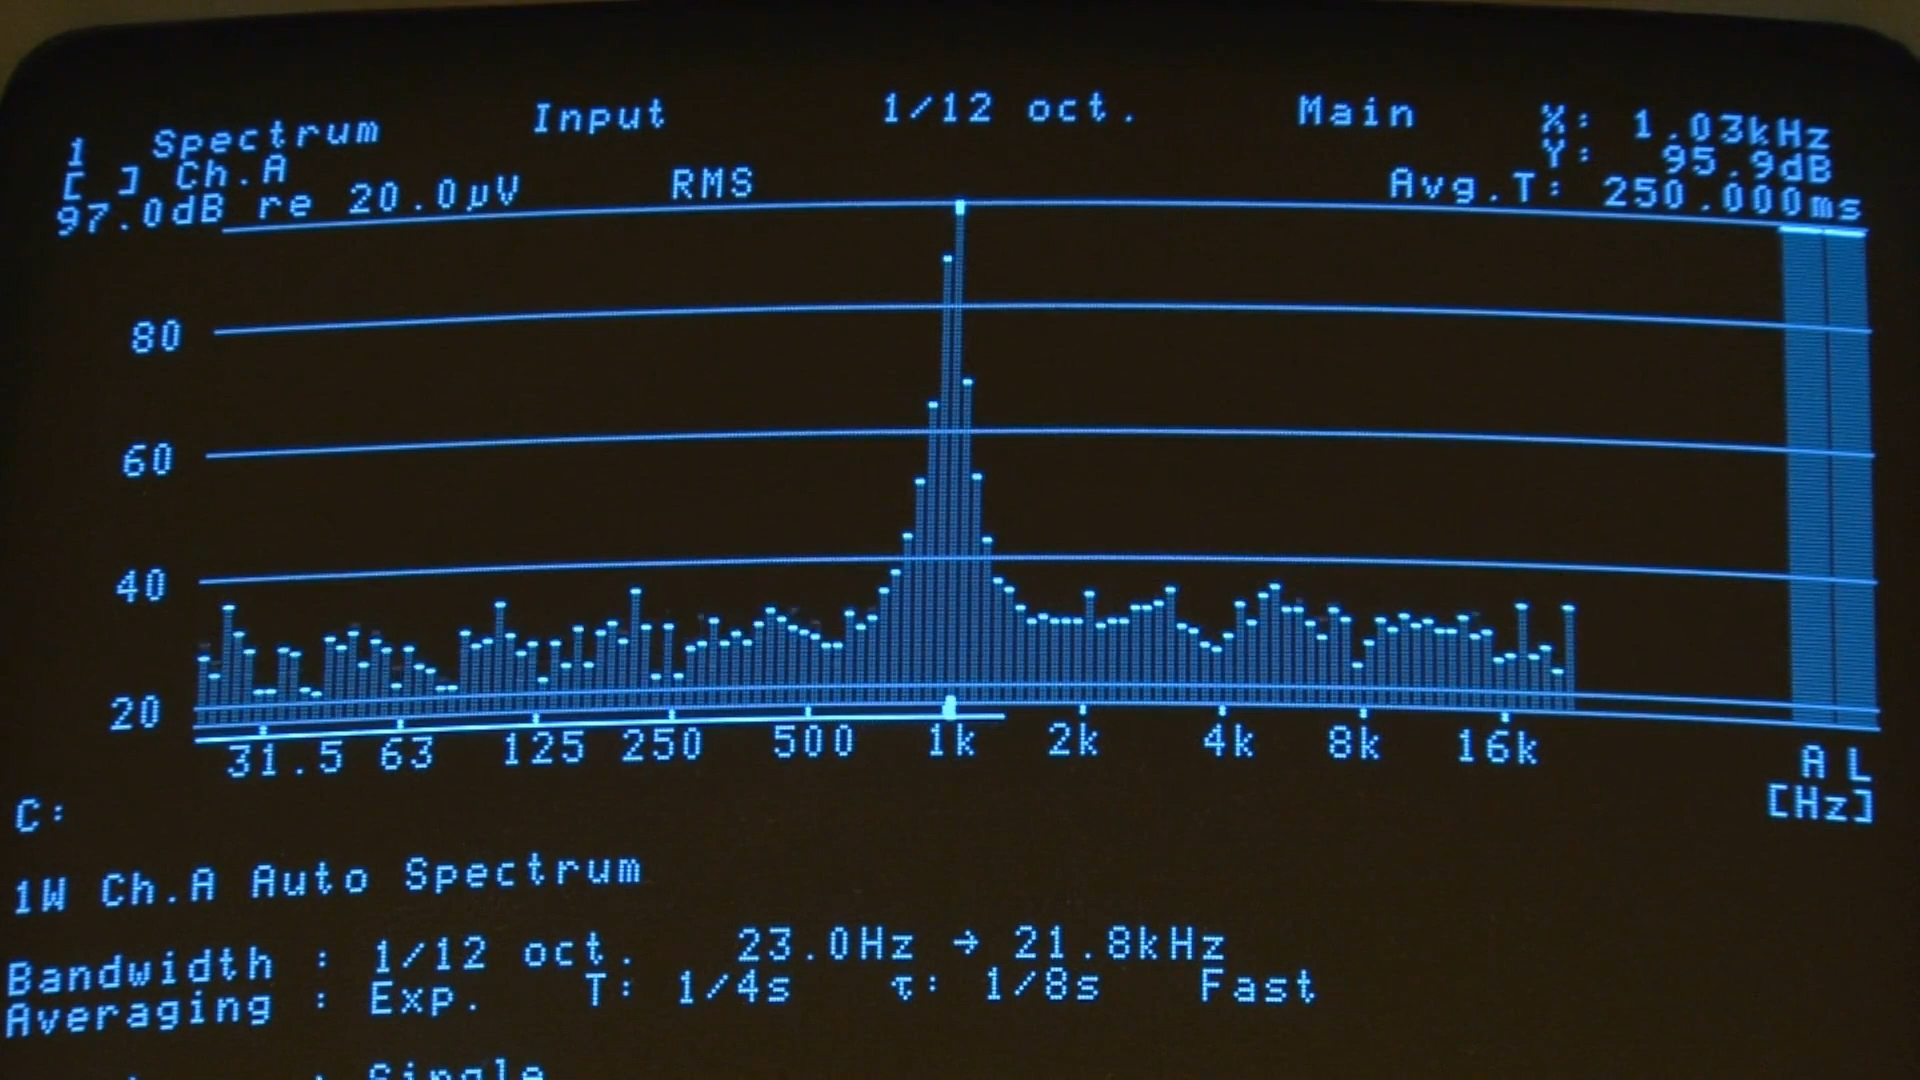 1 Spectrum Input 1/12 oct. Main X: 1.03kHz
[ ] Ch.A Y: 95.9dB
97.0dB re 20.0µV RMS Avg.T: 250.000ms
80
60
40
20
31.5 63 125 250 500 1k 2k 4k 8k 16k A L
[Hz]
C:
1W Ch.A Auto Spectrum
Bandwidth : 1/12 oct. 23.0Hz → 21.8kHz
Averaging : Exp. T: 1/4s τ: 1/8s Fast
: Single